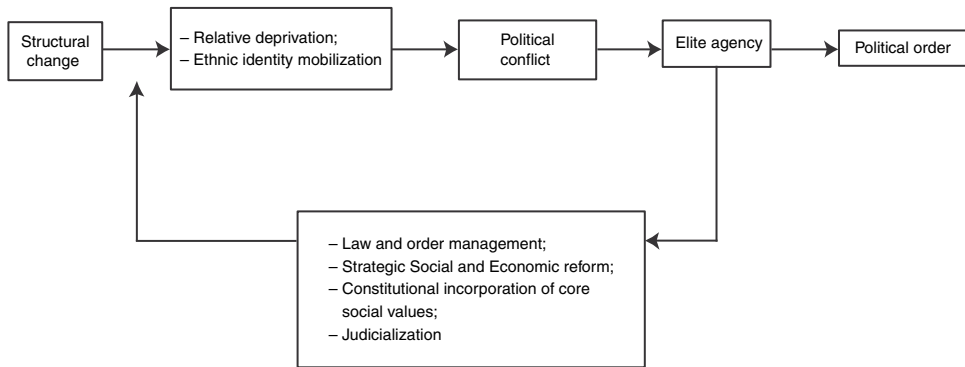 Structural
change
– Relative deprivation;
– Ethnic identity mobilization
Political
conflict
Elite agency
Political order
– Law and order management;
– Strategic Social and Economic reform;
– Constitutional incorporation of core
social values;
– Judicialization